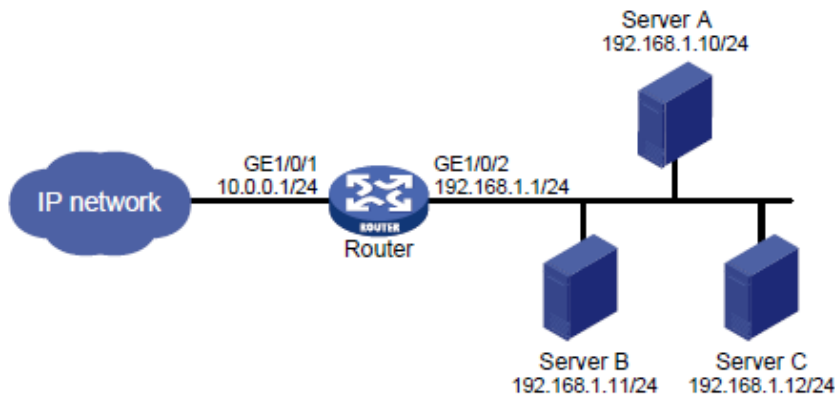 Server A
192.168.1.10/24
GE1/0/1
10.0.0.1/24
GE1/0/2
192.168.1.1/24
IP network
ROUTER
Router
Server B
192.168.1.11/24
Server C
192.168.1.12/24